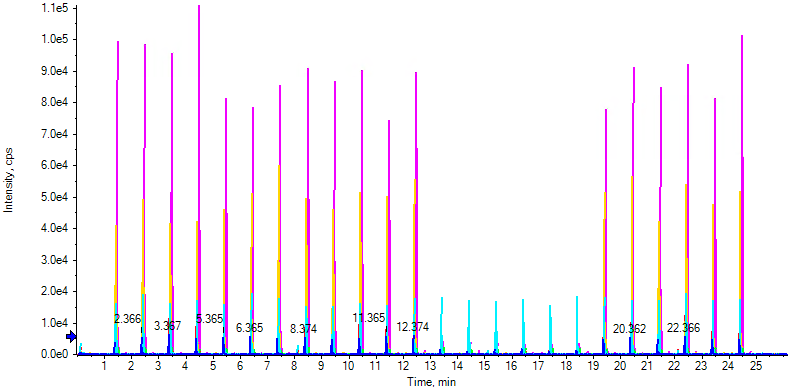 1.1e5
1.0e5
9.0e4
8.0e4
7.0e4
6.0e4
5.0e4
4.0e4
3.0e4
2.0e4
1.0e4
0.0e0
Intensity, cps
2.366 3.367 5.365 6.365 8.374 11.365 12.374 20.362 22.366
1 2 3 4 5 6 7 8 9 10 11 12 13 14 15 16 17 18 19 20 21 22 23 24 25
Time, min